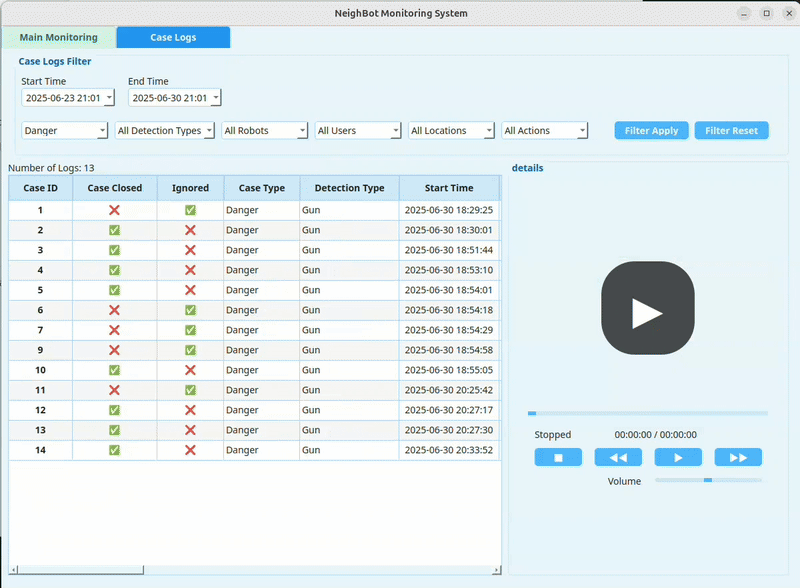 NeighBot Monitoring System
Main Monitoring Case Logs
Case Logs Filter
Start Time End Time
2025-06-23 21:01 2025-06-30 21:01
Danger All Detection Types All Robots All Users All Locations All Actions Filter Apply Filter Reset
Number of Logs: 13 details
Case ID Case Closed Ignored Case Type Detection Type Start Time
1 ❌ ✅ Danger Gun 2025-06-30 18:29:25
2 ✅ ❌ Danger Gun 2025-06-30 18:30:01
3 ✅ ❌ Danger Gun 2025-06-30 18:51:44
4 ✅ ❌ Danger Gun 2025-06-30 18:53:10
5 ✅ ❌ Danger Gun 2025-06-30 18:54:01
6 ❌ ✅ Danger Gun 2025-06-30 18:54:18
7 ❌ ✅ Danger Gun 2025-06-30 18:54:29
9 ❌ ✅ Danger Gun 2025-06-30 18:54:58
10 ✅ ❌ Danger Gun 2025-06-30 18:55:05
11 ❌ ✅ Danger Gun 2025-06-30 20:25:42
12 ✅ ❌ Danger Gun 2025-06-30 20:27:17
13 ✅ ❌ Danger Gun 2025-06-30 20:27:30
14 ✅ ❌ Danger Gun 2025-06-30 20:33:52
Stopped 00:00:00 / 00:00:00
Volume